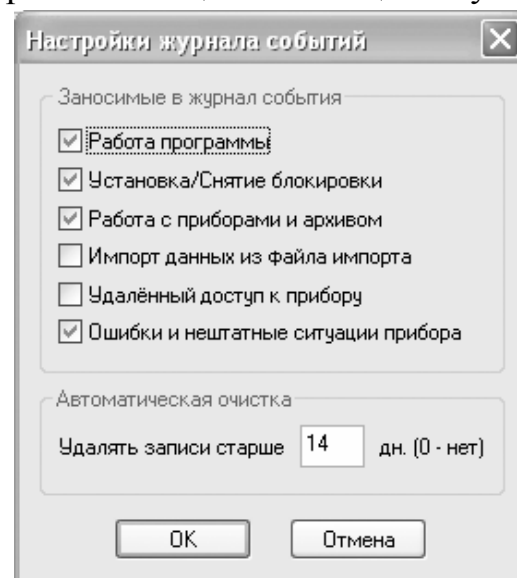 Настройки журнала событий
Заносимые в журнал события
Работа программы
Установка/Снятие блокировки
Работа с приборами и архивом
Импорт данных из файла импорта
Удалённый доступ к прибору
Ошибки и нештатные ситуации прибора
Автоматическая очистка
Удалять записи старше 14 дн. (0 - нет)
OK Отмена